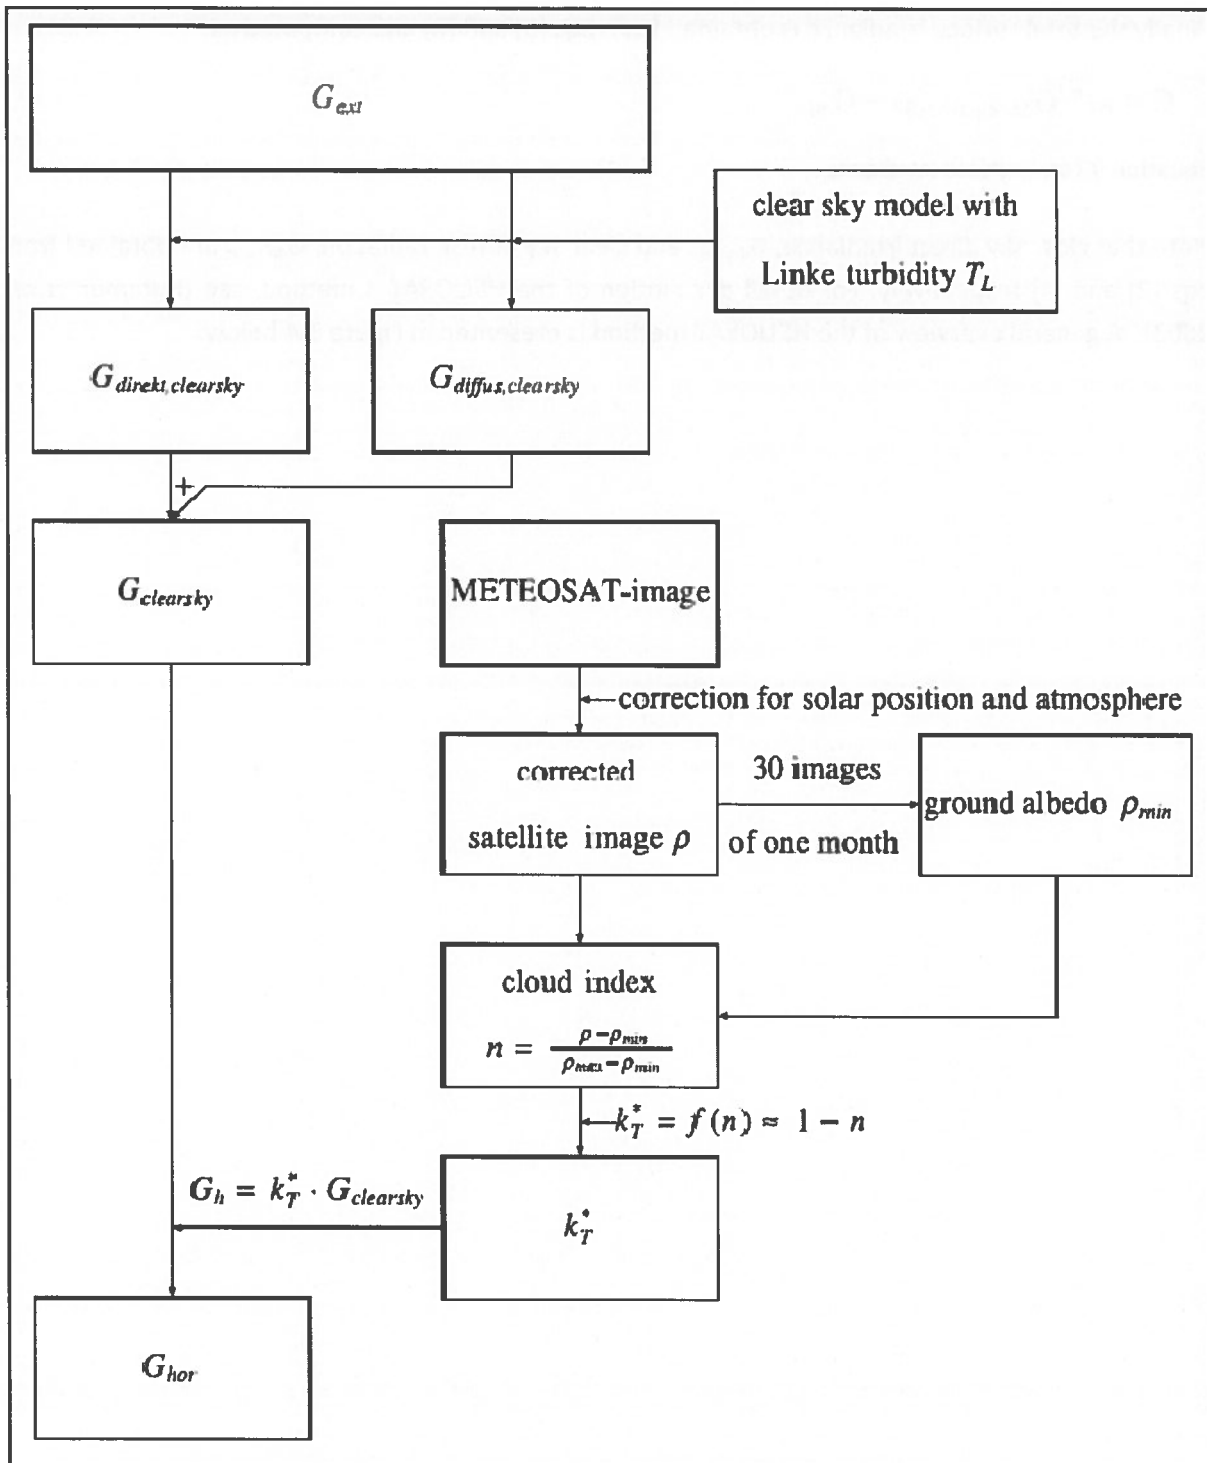 G_ext
clear sky model with
Linke turbidity T_L
G_direkt,clearsky
G_diffus,clearsky
+
G_clearsky
METEOSAT-image
correction for solar position and atmosphere
corrected
satellite image ρ
30 images
of one month
ground albedo ρ_min
cloud index
n = (ρ-ρ_min)/(ρ_max-ρ_min)
k*_T = f(n) ≈ 1 - n
G_h = k*_T · G_clearsky
k*_T
G_hor